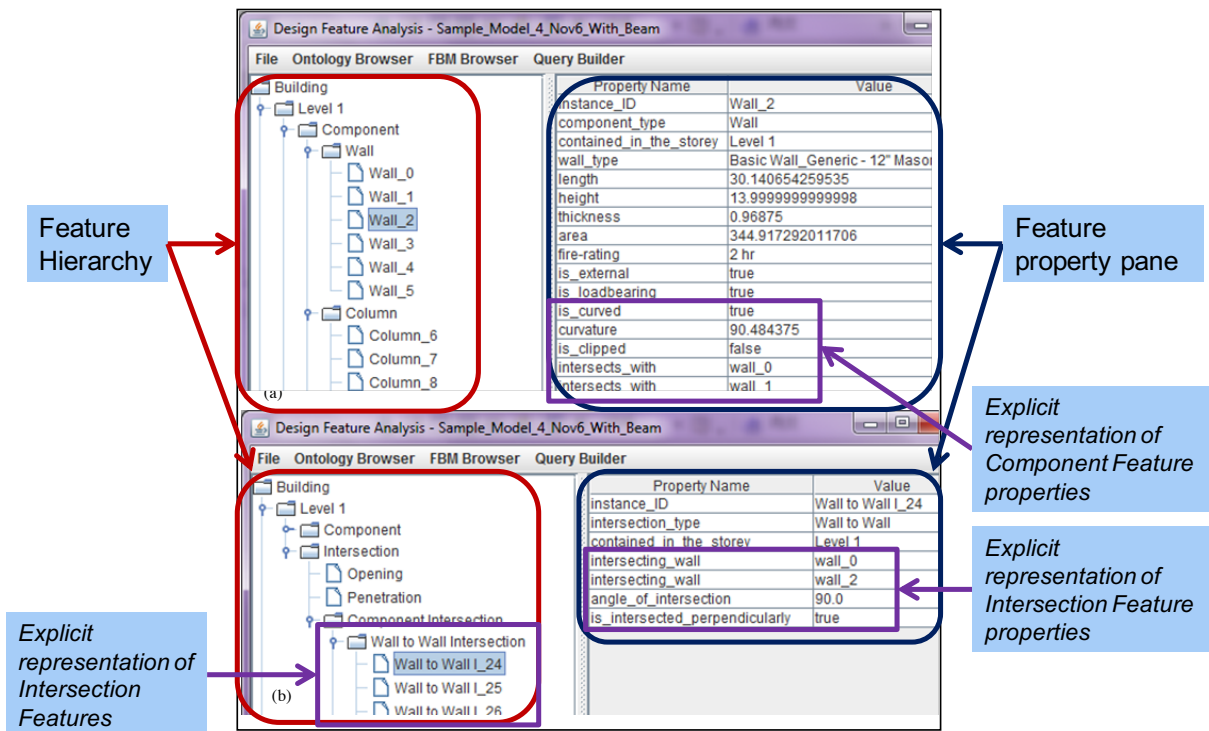 Design Feature Analysis - Sample_Model_4_Nov6_With_Beam
File Ontology Browser FBM Browser Query Builder
Building
Level 1
Component
Wall
Wall_0
Wall_1
Wall_2
Wall_3
Wall_4
Wall_5
Column
Column_6
Column_7
Column_8
(a)
Property Name Value
instance_ID Wall_2
component_type Wall
contained_in_the_storey Level 1
wall_type Basic Wall_Generic - 12" Mason
length 30.140654259535
height 13.9999999999998
thickness 0.96875
area 344.917292011706
fire-rating 2 hr
is_external true
is_loadbearing true
is_curved true
curvature 90.484375
is_clipped false
intersects_with wall_0
intersects_with wall_1
Feature
Hierarchy
Feature
property pane
Explicit
representation of
Component Feature
properties
Design Feature Analysis - Sample_Model_4_Nov6_With_Beam
File Ontology Browser FBM Browser Query Builder
Building
Level 1
Component
Intersection
Opening
Penetration
Component Intersection
Wall to Wall Intersection
Wall to Wall I_24
Wall to Wall I_25
Wall to Wall I_26
(b)
Property Name Value
instance_ID Wall to Wall I_24
intersection_type Wall to Wall
contained_in_the_storey Level 1
intersecting_wall wall_0
intersecting_wall wall_2
angle_of_intersection 90.0
is_intersected_perpendicularly true
Explicit
representation of
Intersection Feature
properties
Explicit
representation of
Intersection
Features